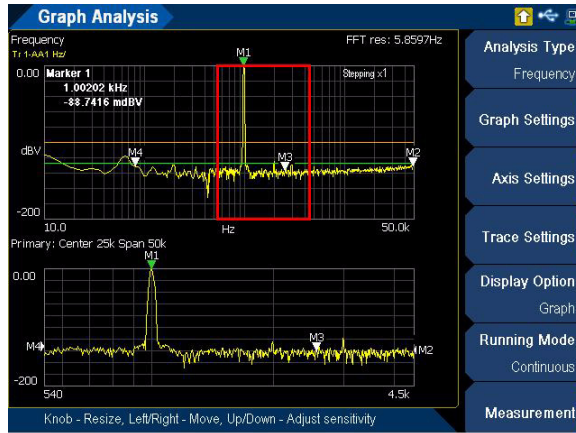 Graph Analysis
Frequency
FFT res: 5.8597Hz
Tr 1-AA1 Hz/
M1
0.00
Marker 1
Stepping x1
1.00202 kHz
-88.7416 mdBV
dBV
M4
M3
M2
-200
10.0
Hz
50.0k
Primary: Center 25k Span 50k
M1
0.00
M4
M3
M2
-200
540
4.5k
Knob - Resize, Left/Right - Move, Up/Down - Adjust sensitivity
Analysis Type
Frequency
Graph Settings
Axis Settings
Trace Settings
Display Option
Graph
Running Mode
Continuous
Measurement